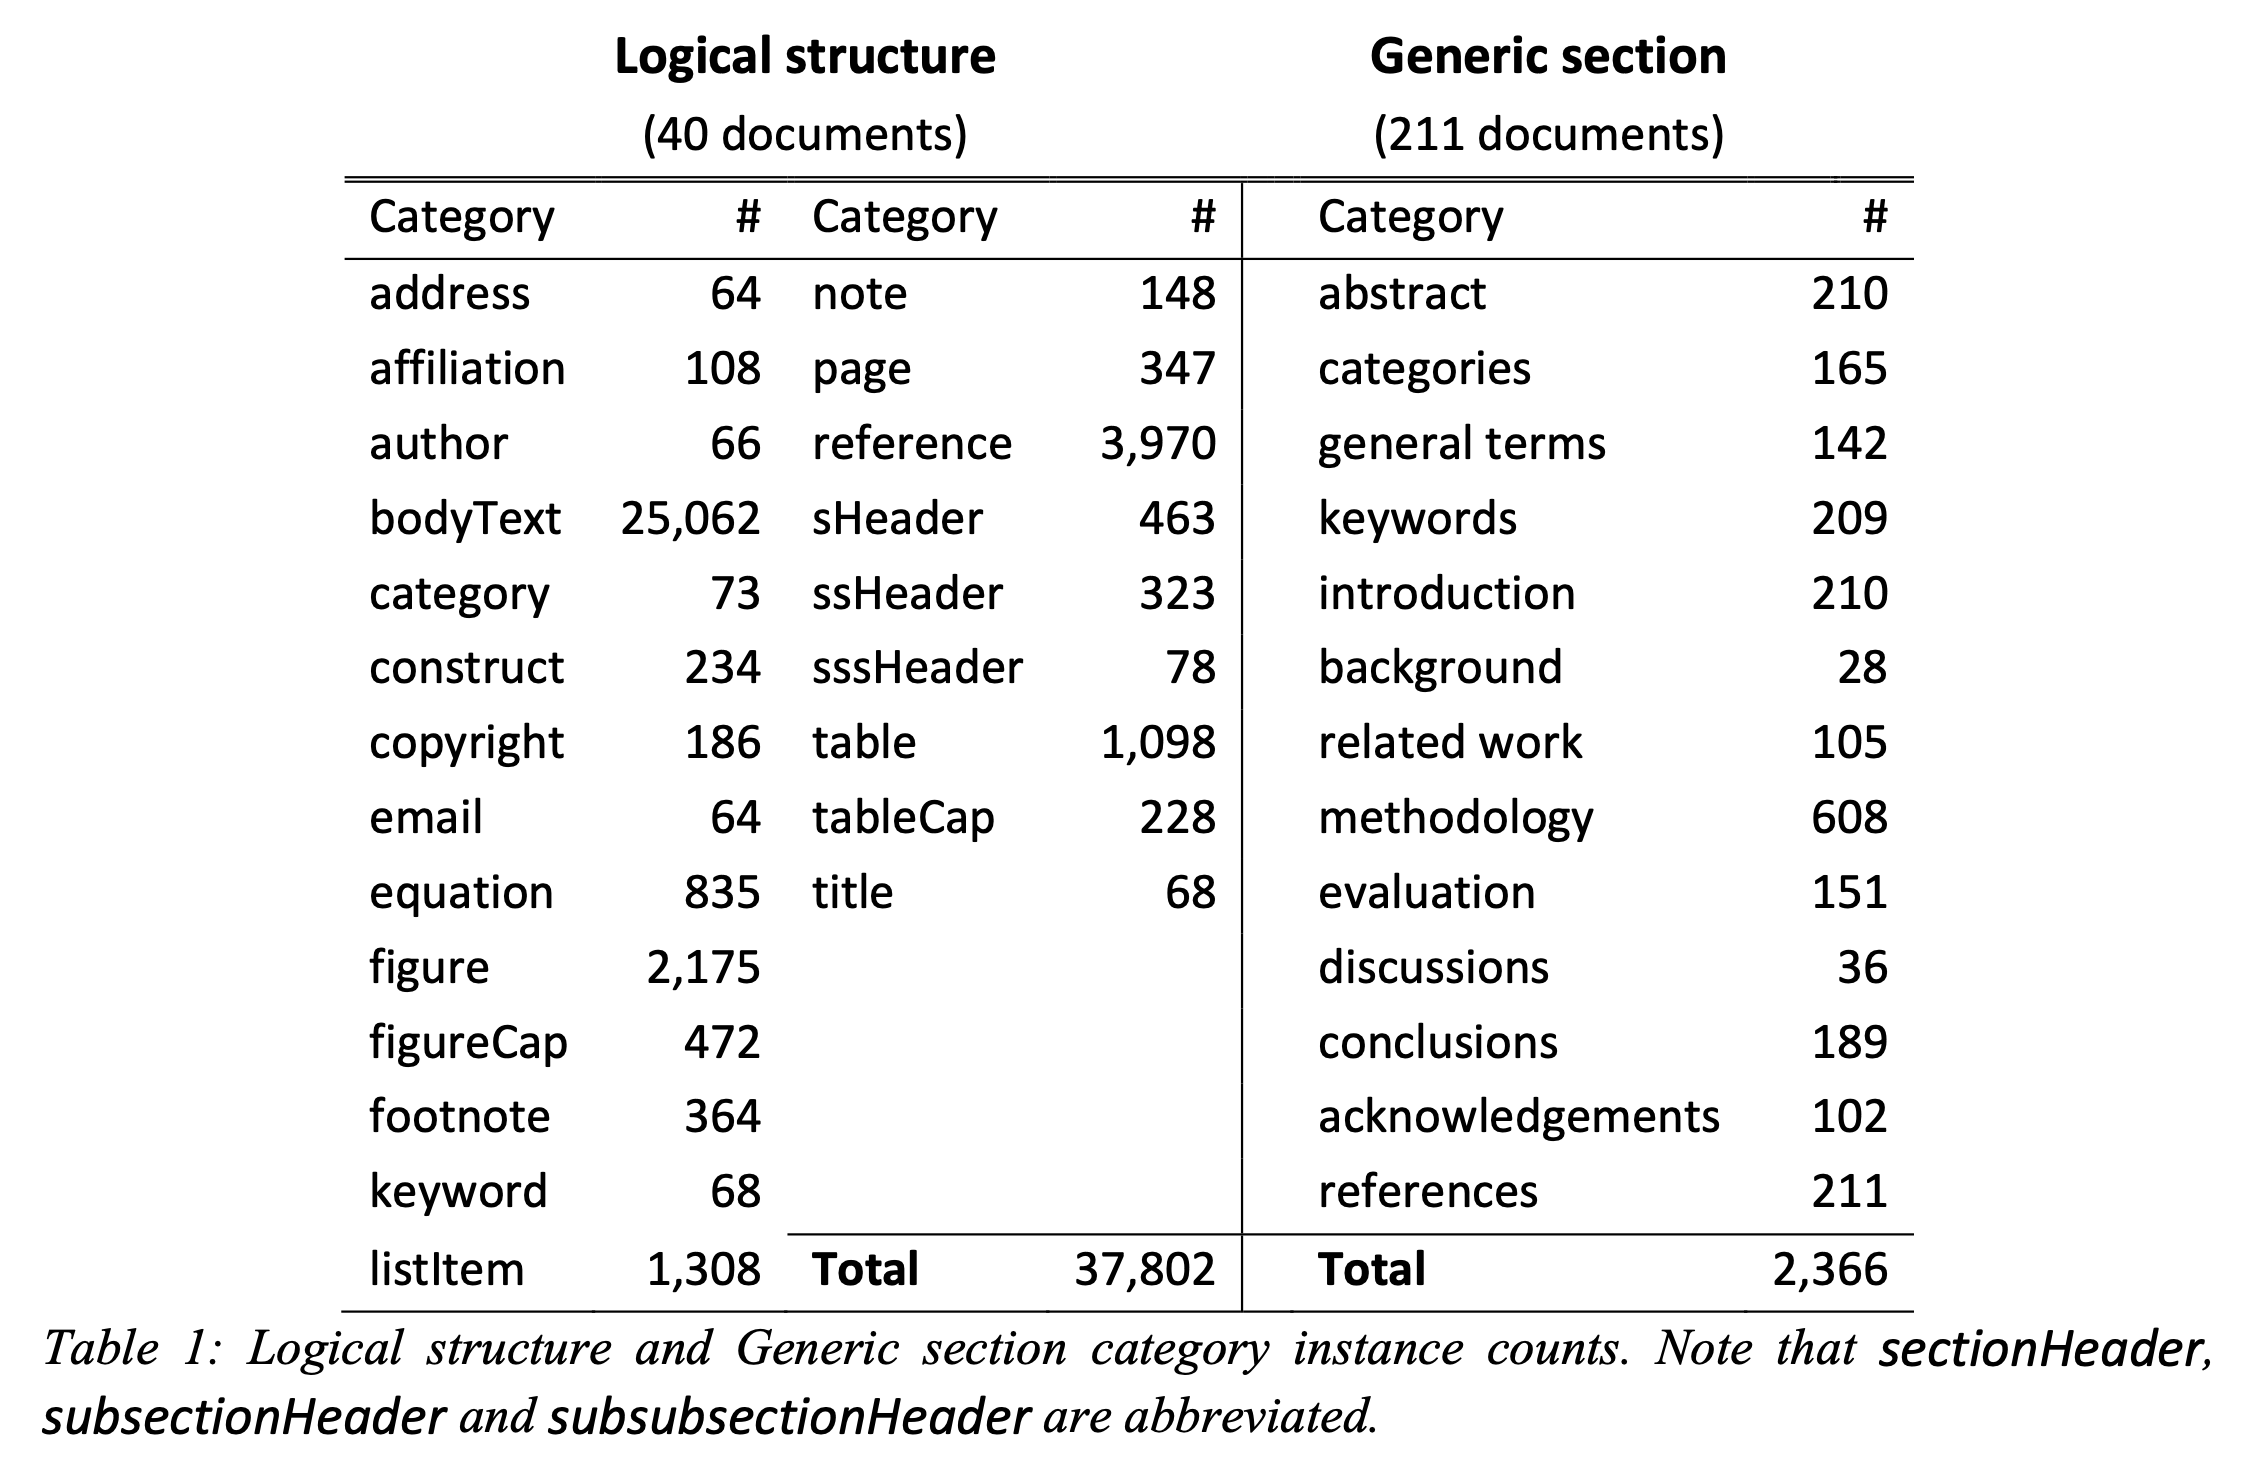 Logical structure Generic section
(40 documents) (211 documents)
Category # Category # Category #
address 64 note 148 abstract 210
affiliation 108 page 347 categories 165
author 66 reference 3,970 general terms 142
bodyText 25,062 sHeader 463 keywords 209
category 73 ssHeader 323 introduction 210
construct 234 sssHeader 78 background 28
copyright 186 table 1,098 related work 105
email 64 tableCap 228 methodology 608
equation 835 title 68 evaluation 151
figure 2,175 discussions 36
figureCap 472 conclusions 189
footnote 364 acknowledgements 102
keyword 68 references 211
listItem 1,308 Total 37,802 Total 2,366
Table 1: Logical structure and Generic section category instance counts. Note that sectionHeader,
subsectionHeader and subsubsectionHeader are abbreviated.